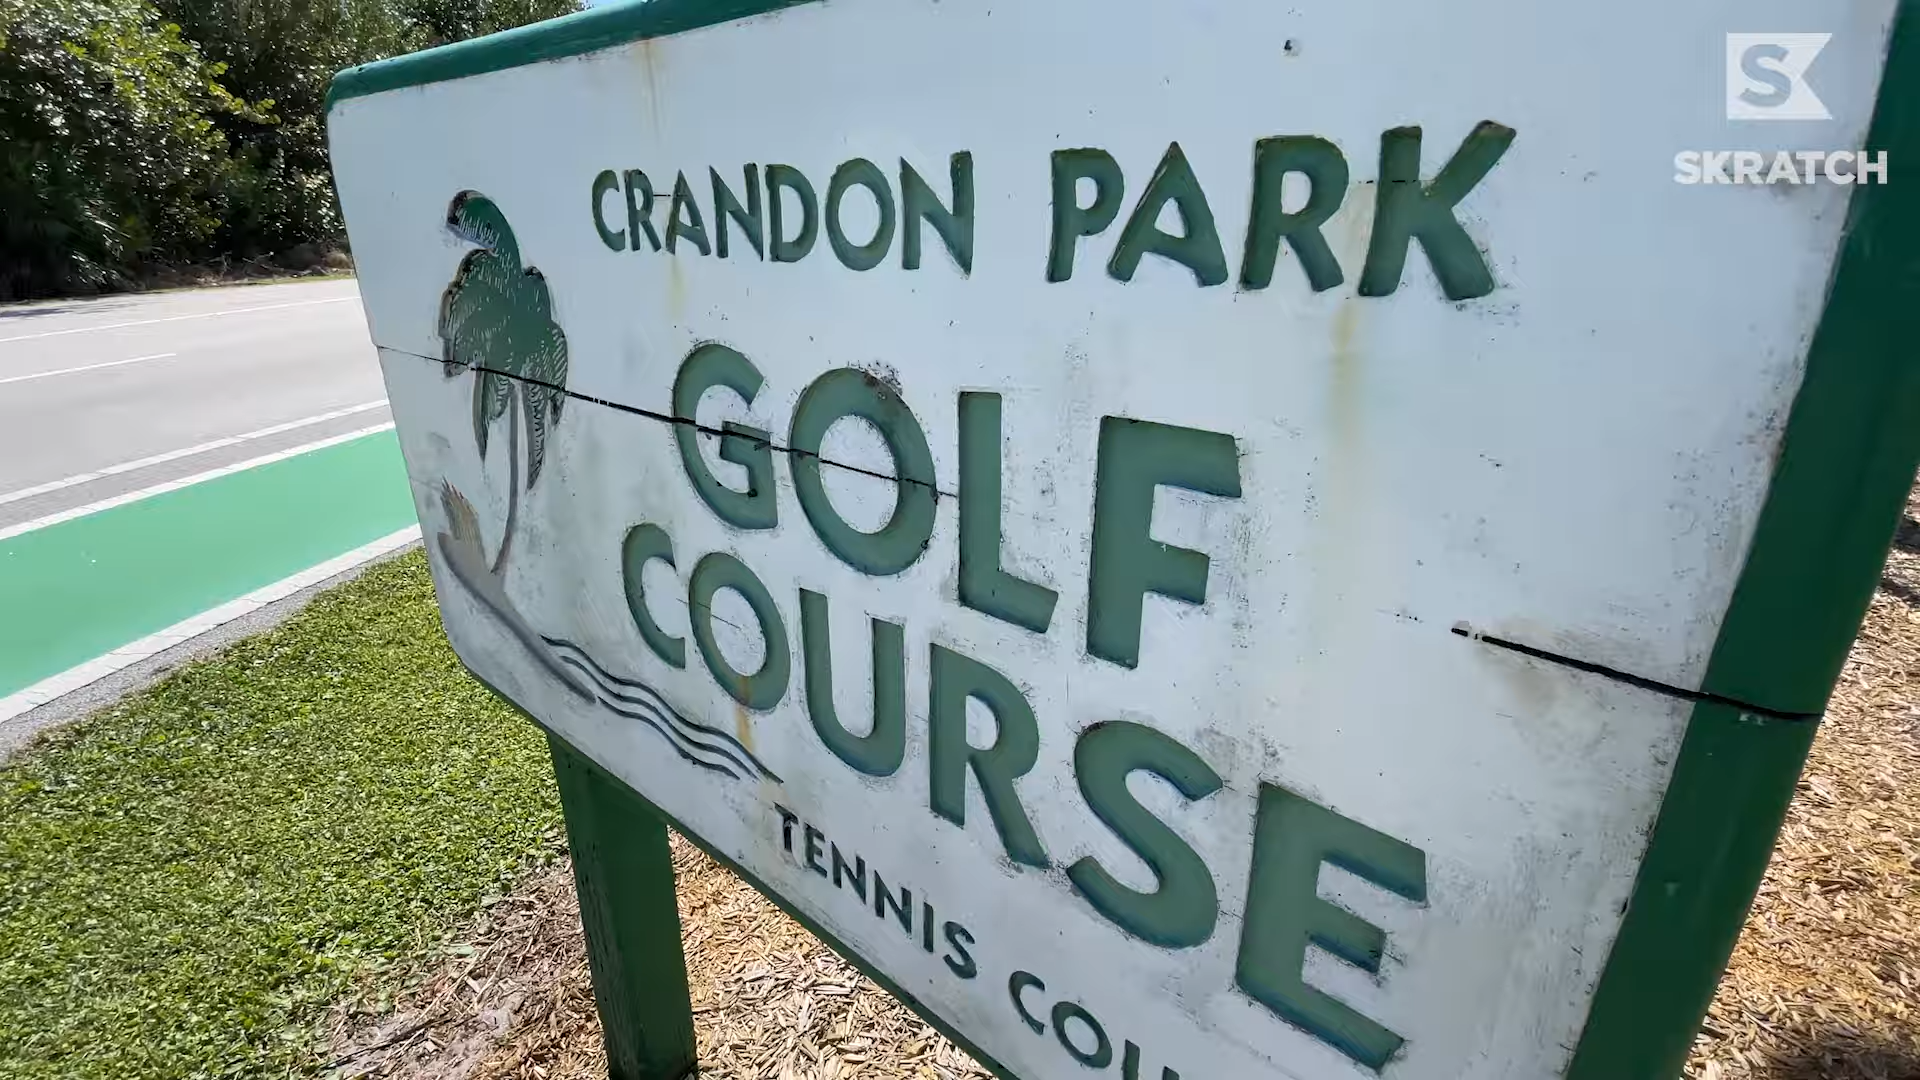 CRANDON PARK
GOLF
COURSE
TENNIS
S
SKRATCH